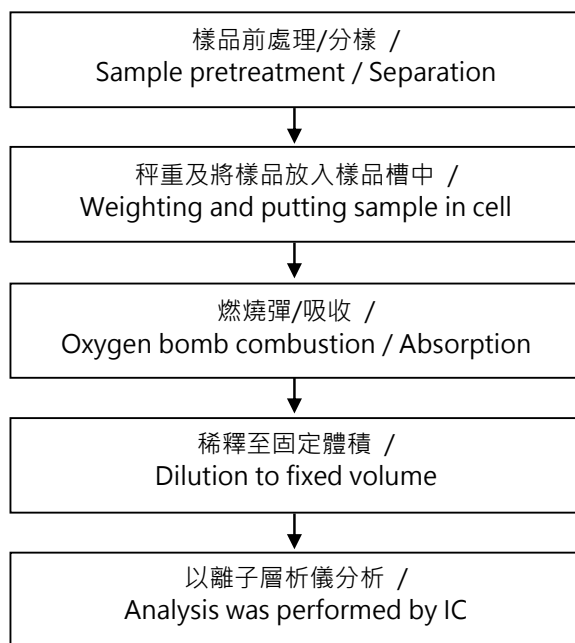 樣品前處理/分樣 /
Sample pretreatment / Separation
秤重及將樣品放入樣品槽中 /
Weighting and putting sample in cell
燃燒彈/吸收 /
Oxygen bomb combustion / Absorption
稀釋至固定體積 /
Dilution to fixed volume
以離子層析儀分析 /
Analysis was performed by IC